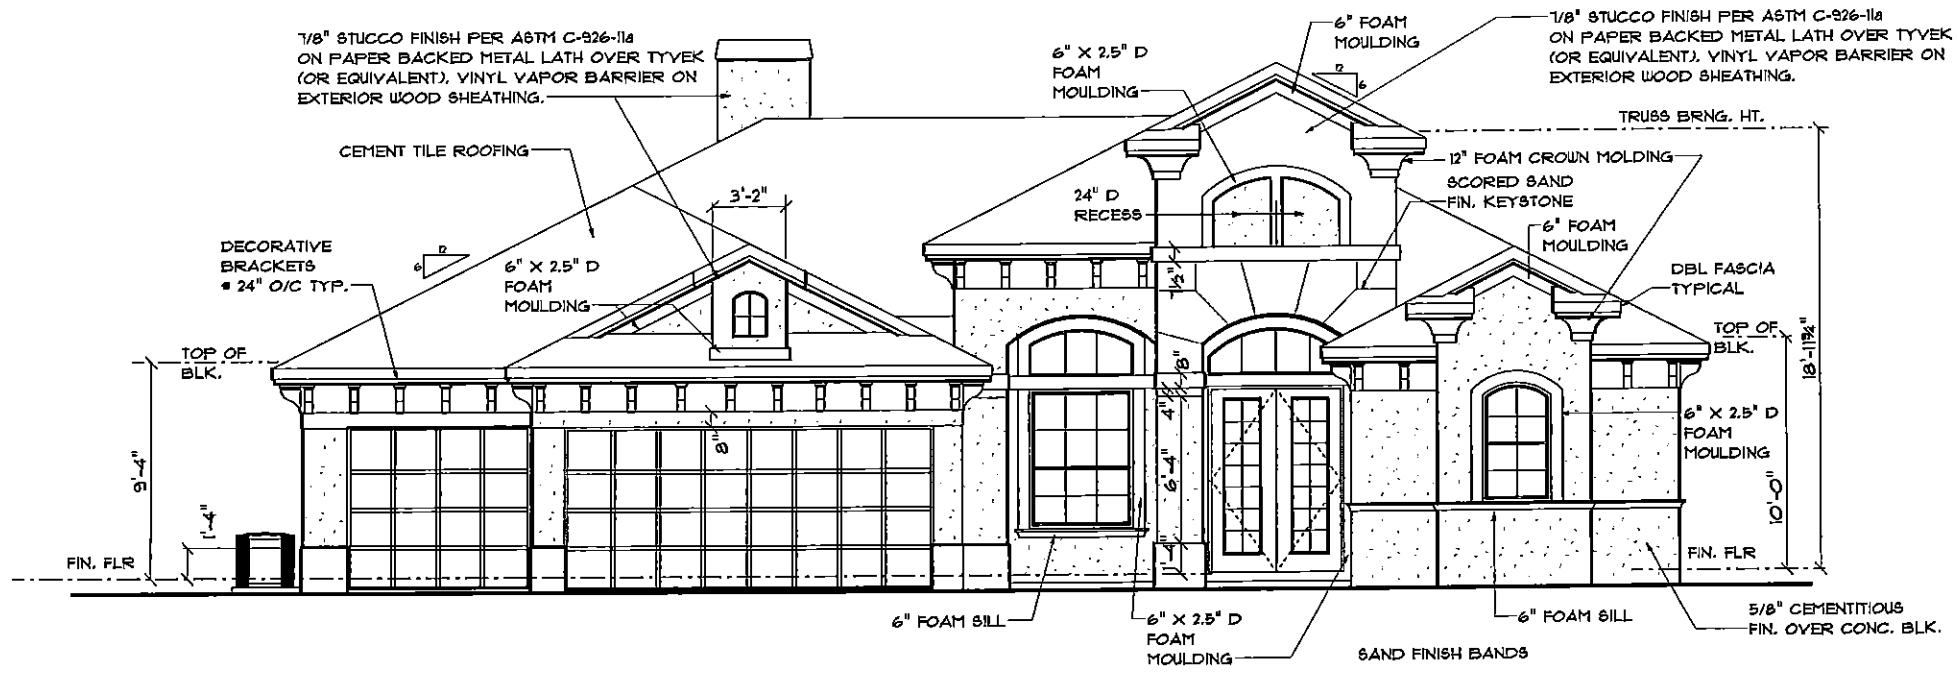 7/8" STUCCO FINISH PER ASTM C-926-11a
ON PAPER BACKED METAL LATH OVER TYVEK
(OR EQUIVALENT), VINYL VAPOR BARRIER ON
EXTERIOR WOOD SHEATHING.
6" FOAM
MOULDING
7/8" STUCCO FINISH PER ASTM C-926-11a
ON PAPER BACKED METAL LATH OVER TYVEK
(OR EQUIVALENT), VINYL VAPOR BARRIER ON
EXTERIOR WOOD SHEATHING.
6" X 2.5" D
FOAM
MOULDING
12
6
TRUSS BRNG. HT.
CEMENT TILE ROOFING
12" FOAM CROWN MOLDING
SCORED SAND
FIN. KEYSTONE
3'-2"
24" D
RECESS
6" FOAM
MOULDING
DECORATIVE
BRACKETS
@ 24" O/C TYP.
12
6
6" X 2.5" D
FOAM
MOULDING
DBL FASCIA
TYPICAL
TOP OF
BLK.
TOP OF
BLK.
18'-11 3/4"
1'-8"
4"
8"
6'-4"
1'-4"
9'-4"
1'-4"
6" X 2.5" D
FOAM
MOULDING
10'-0"
FIN. FLR
FIN. FLR
6" FOAM SILL
6" X 2.5" D
FOAM
MOULDING
6" FOAM SILL
5/8" CEMENTITIOUS
FIN. OVER CONC. BLK.
SAND FINISH BANDS